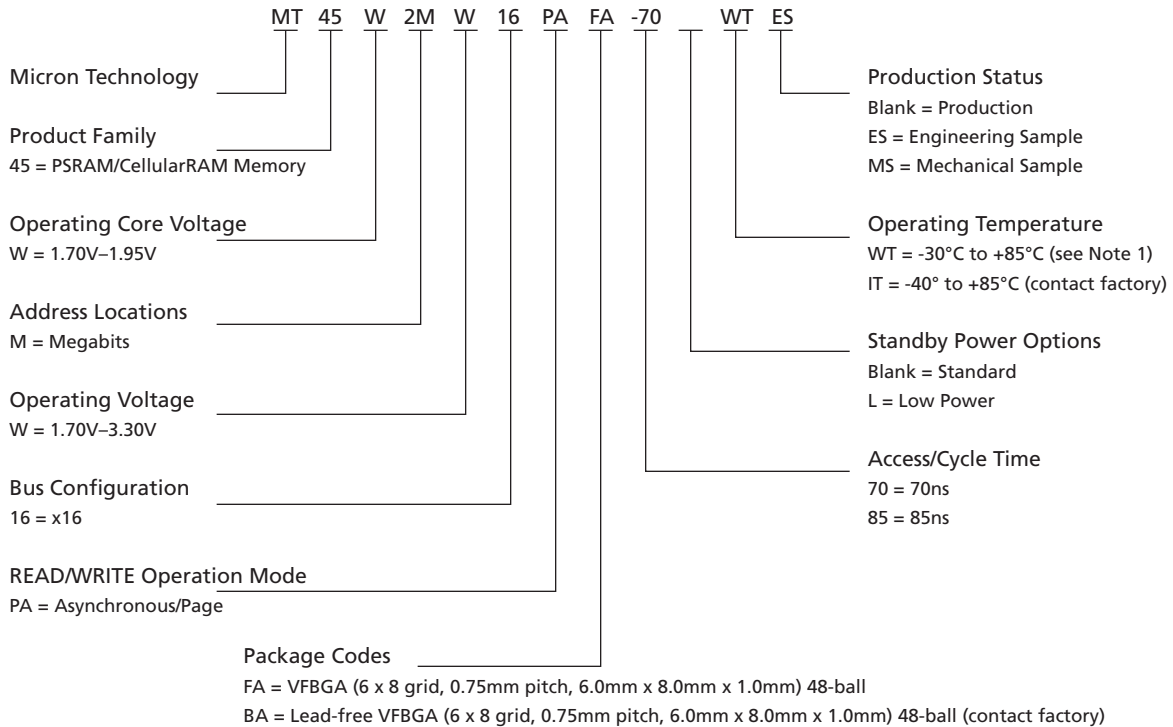 MT 45 W 2M W 16 PA FA -70 WT ES
Micron Technology
Product Family
45 = PSRAM/CellularRAM Memory
Operating Core Voltage
W = 1.70V–1.95V
Address Locations
M = Megabits
Operating Voltage
W = 1.70V–3.30V
Bus Configuration
16 = x16
READ/WRITE Operation Mode
PA = Asynchronous/Page
Package Codes
FA = VFBGA (6 x 8 grid, 0.75mm pitch, 6.0mm x 8.0mm x 1.0mm) 48-ball
BA = Lead-free VFBGA (6 x 8 grid, 0.75mm pitch, 6.0mm x 8.0mm x 1.0mm) 48-ball (contact factory)
Production Status
Blank = Production
ES = Engineering Sample
MS = Mechanical Sample
Operating Temperature
WT = -30°C to +85°C (see Note 1)
IT = -40° to +85°C (contact factory)
Standby Power Options
Blank = Standard
L = Low Power
Access/Cycle Time
70 = 70ns
85 = 85ns